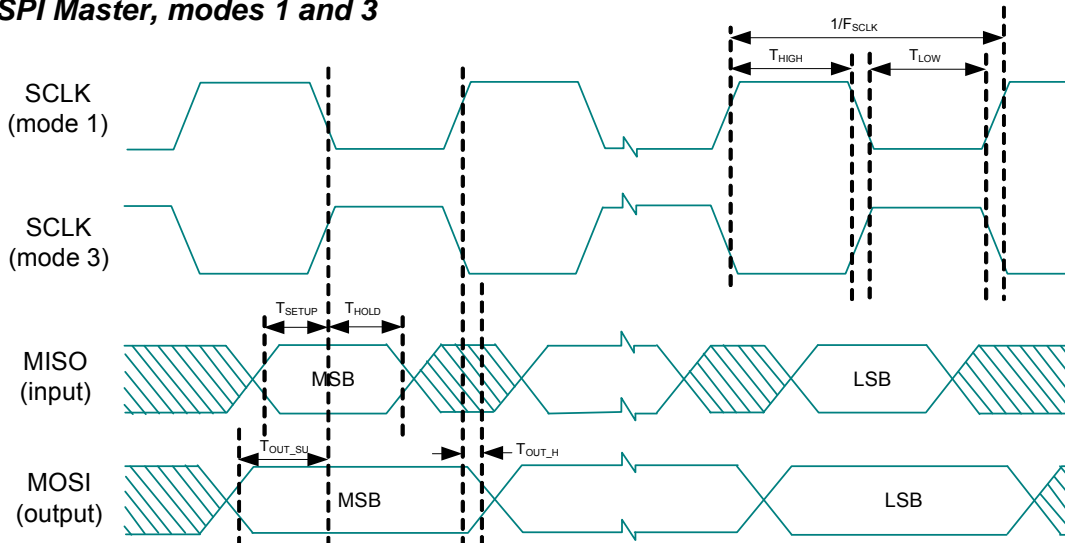 SPI Master, modes 1 and 3
1/FSCLK
THIGH
TLOW
SCLK
(mode 1)
SCLK
(mode 3)
TSETUP
THOLD
MISO
(input)
MSB
LSB
TOUT_SU
TOUT_H
MOSI
(output)
MSB
LSB